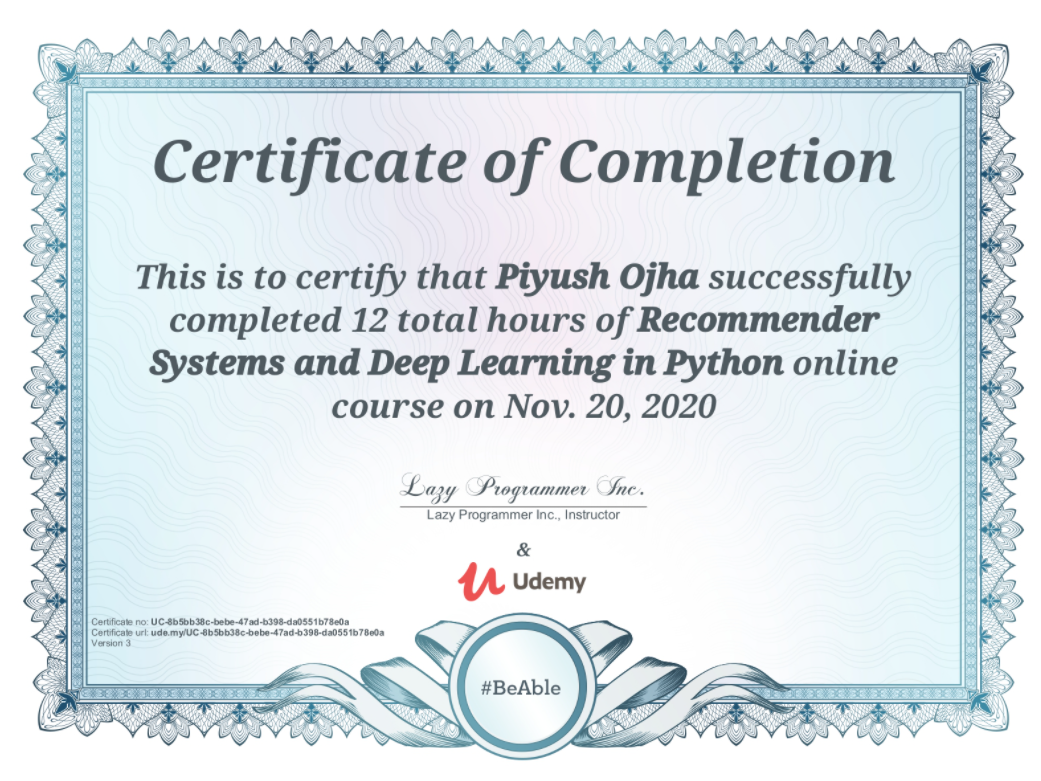 Certificate of Completion
This is to certify that Piyush Ojha successfully
completed 12 total hours of Recommender
Systems and Deep Learning in Python online
course on Nov. 20, 2020
Lazy Programmer Inc.
Lazy Programmer Inc., Instructor
&
Udemy
Certificate no: UC-8b5bb38c-bebe-47ad-b398-da0551b78e0a
Certificate url: ude.my/UC-8b5bb38c-bebe-47ad-b398-da0551b78e0a
Version 3
#BeAble